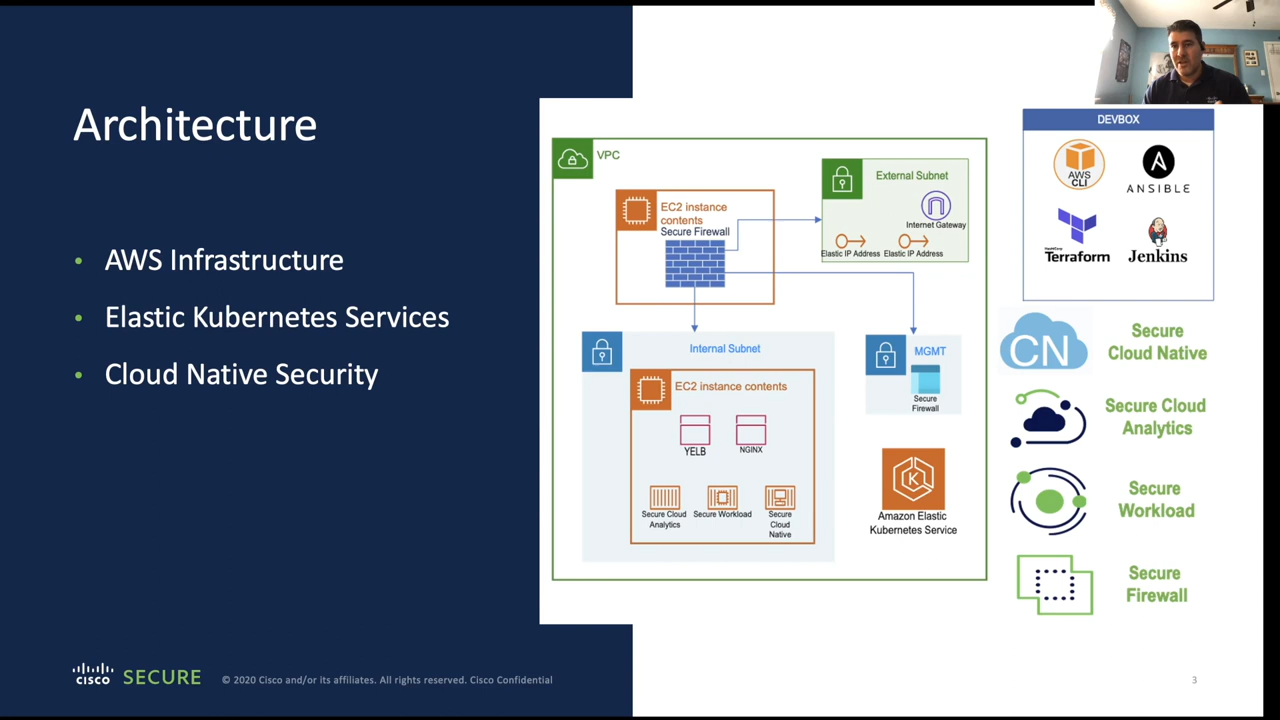 Architecture
• AWS Infrastructure
• Elastic Kubernetes Services
• Cloud Native Security
VPC
EC2 instance
contents
Secure Firewall
External Subnet
Internet Gateway
Elastic IP Address
Elastic IP Address
Internal Subnet
EC2 instance contents
YELB
NGINX
Secure Cloud
Analytics
Secure Workload
Secure
Cloud
Native
MGMT
Secure
Firewall
Amazon Elastic
Kubernetes Service
DEVBOX
AWS
CLI
ANSIBLE
HashiCorp
Terraform
Jenkins
CN
Secure
Cloud Native
Secure Cloud
Analytics
Secure
Workload
Secure
Firewall
cisco SECURE
© 2020 Cisco and/or its affiliates. All rights reserved. Cisco Confidential
3